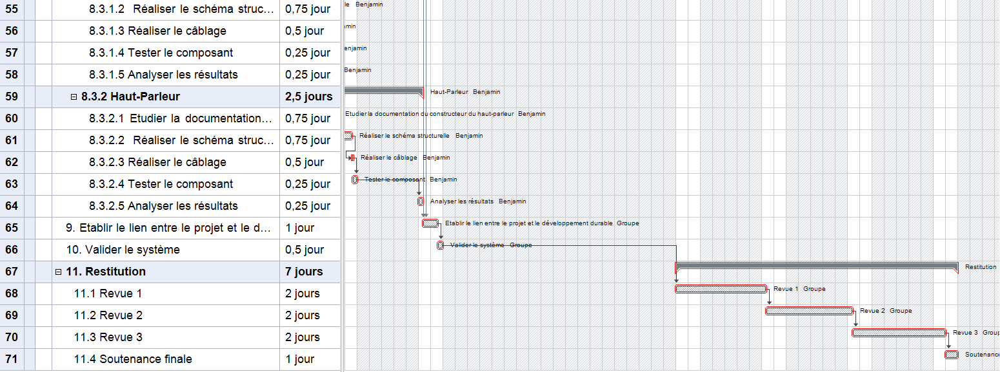 55 8.3.1.2 Réaliser le schéma struc... 0,75 jour le Benjamin
56 8.3.1.3 Réaliser le câblage 0,5 jour amin
57 8.3.1.4 Tester le composant 0,25 jour enjamin
58 8.3.1.5 Analyser les résultats 0,25 jour Benjamin
59 8.3.2 Haut-Parleur 2,5 jours Haut-Parleur Benjamin
60 8.3.2.1 Etudier la documentation... 0,75 jour Etudier la documentation du constructeur du haut-parleur Benjamin
61 8.3.2.2 Réaliser le schéma struc... 0,75 jour Réaliser le schéma structurelle Benjamin
62 8.3.2.3 Réaliser le câblage 0,5 jour Réaliser le câblage Benjamin
63 8.3.2.4 Tester le composant 0,25 jour Tester le composant Benjamin
64 8.3.2.5 Analyser les résultats 0,25 jour Analyser les résultats Benjamin
65 9. Etablir le lien entre le projet et le d... 1 jour Etablir le lien entre le projet et le développement durable Groupe
66 10. Valider le système 0,5 jour Valider le système Groupe
67 11. Restitution 7 jours Restitution
68 11.1 Revue 1 2 jours Revue 1 Groupe
69 11.2 Revue 2 2 jours Revue 2 Groupe
70 11.3 Revue 3 2 jours Revue 3 Group
71 11.4 Soutenance finale 1 jour Soutenance